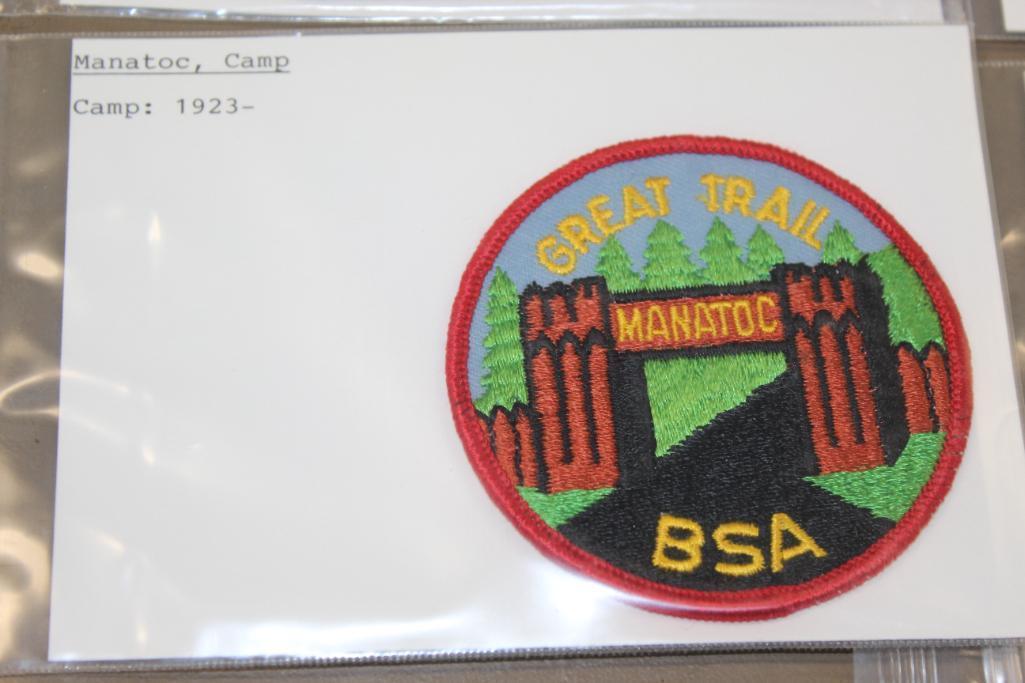 Manatoc, Camp
Camp: 1923-
GREAT TRAIL
MANATOC
BSA